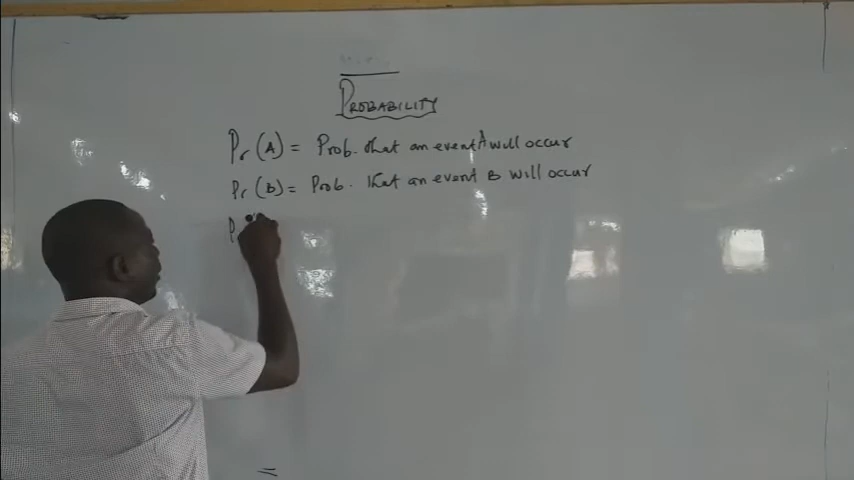 PROBABILITY
Pr (A) = Prob. that an event A will occur
Pr (B) = Prob. that an event B will occur
P
=